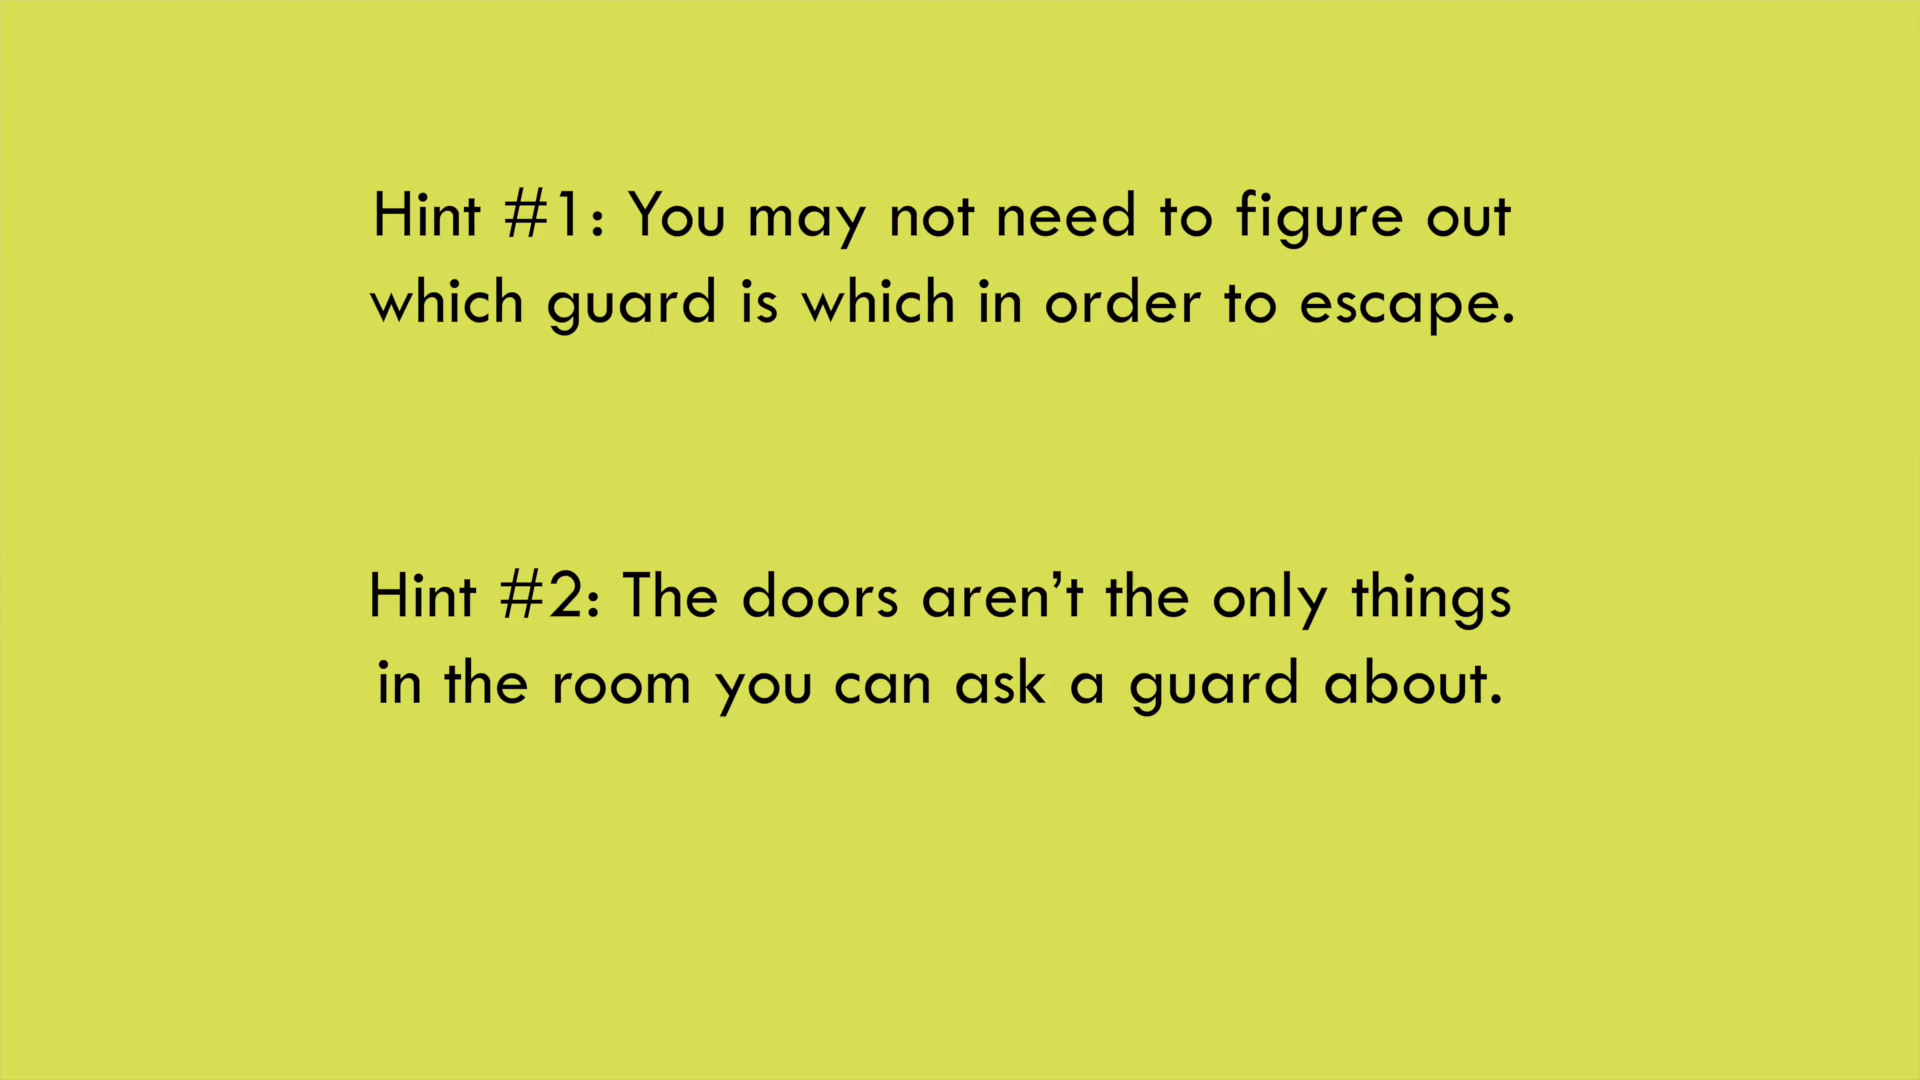 Hint #1: You may not need to figure out
which guard is which in order to escape.
Hint #2: The doors aren’t the only things
in the room you can ask a guard about.